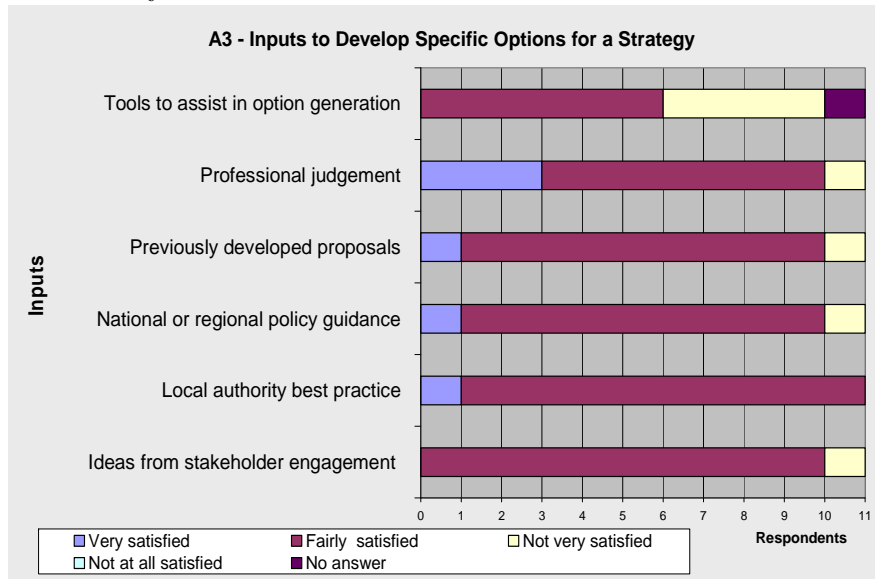 A3 - Inputs to Develop Specific Options for a Strategy
Tools to assist in option generation
Professional judgement
Previously developed proposals
National or regional policy guidance
Local authority best practice
Ideas from stakeholder engagement
Inputs
0 1 2 3 4 5 6 7 8 9 10 11
Respondents
Very satisfied Fairly satisfied Not very satisfied
Not at all satisfied No answer